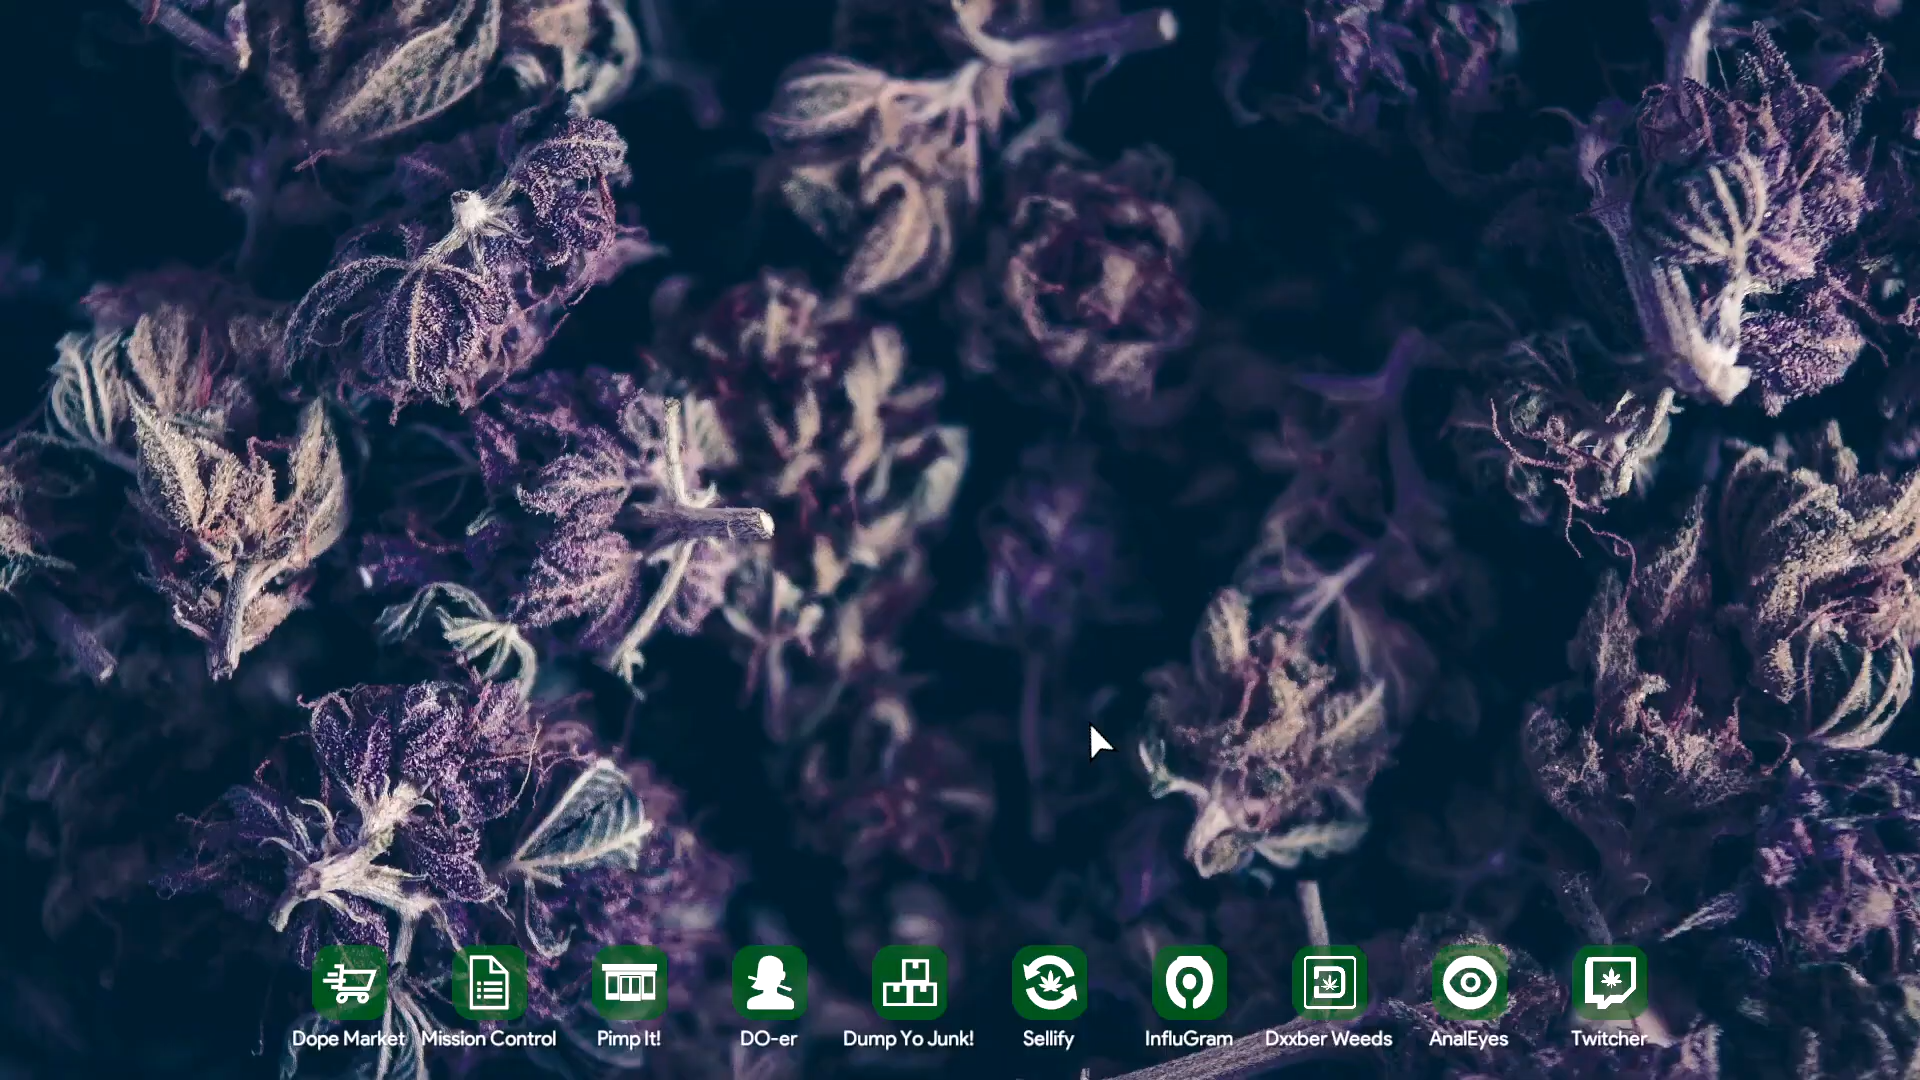 Dope Market
Mission Control
Pimp It!
DO-er
Dump Yo Junk!
Sellify
InfluGram
Dxxber Weeds
AnalEyes
Twitcher